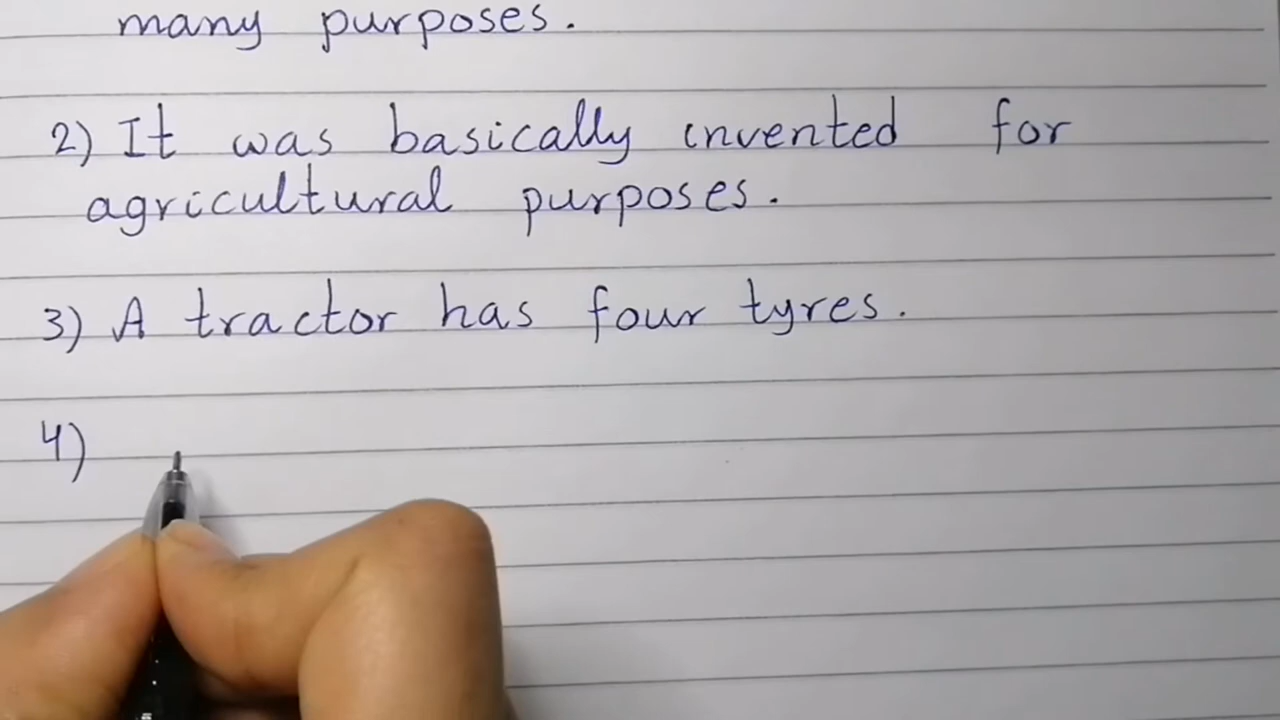 many purposes.
2) It was basically invented for
agricultural purposes.
3) A tractor has four tyres.
4)